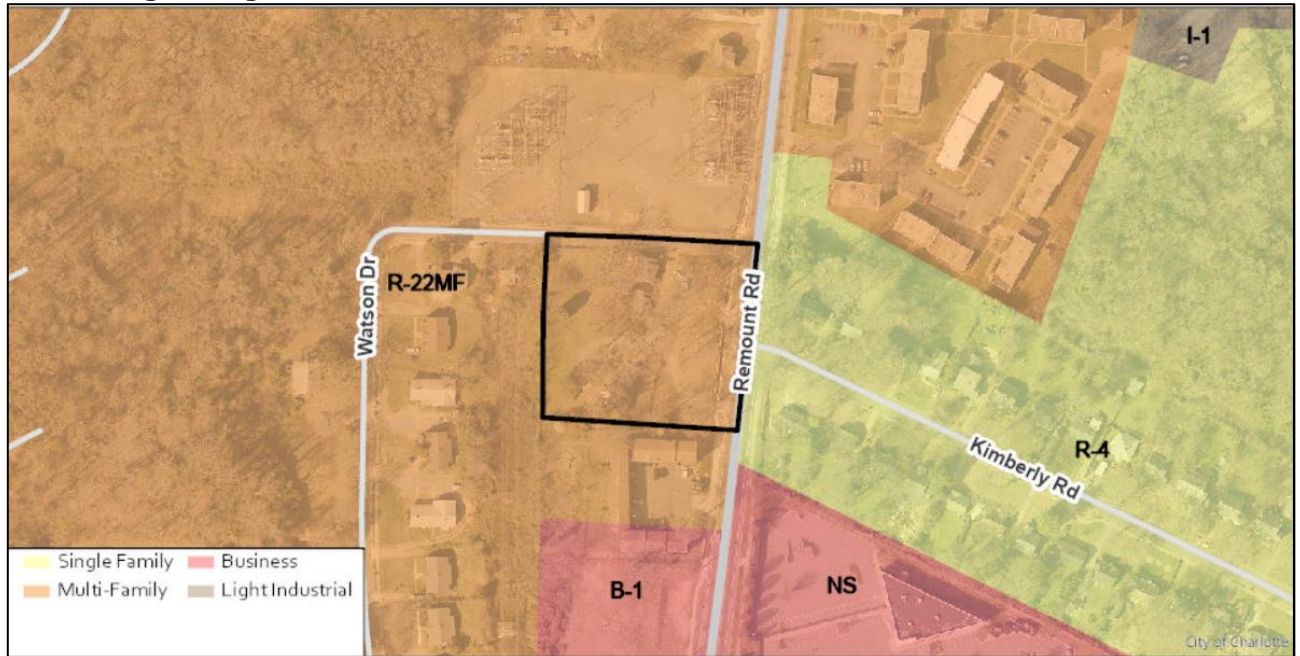 I-1
R-22MF
Watson Dr
Remount Rd
R-4
Kimberly Rd
B-1
NS
Single Family
Business
Multi-Family
Light Industrial
City of Charlotte